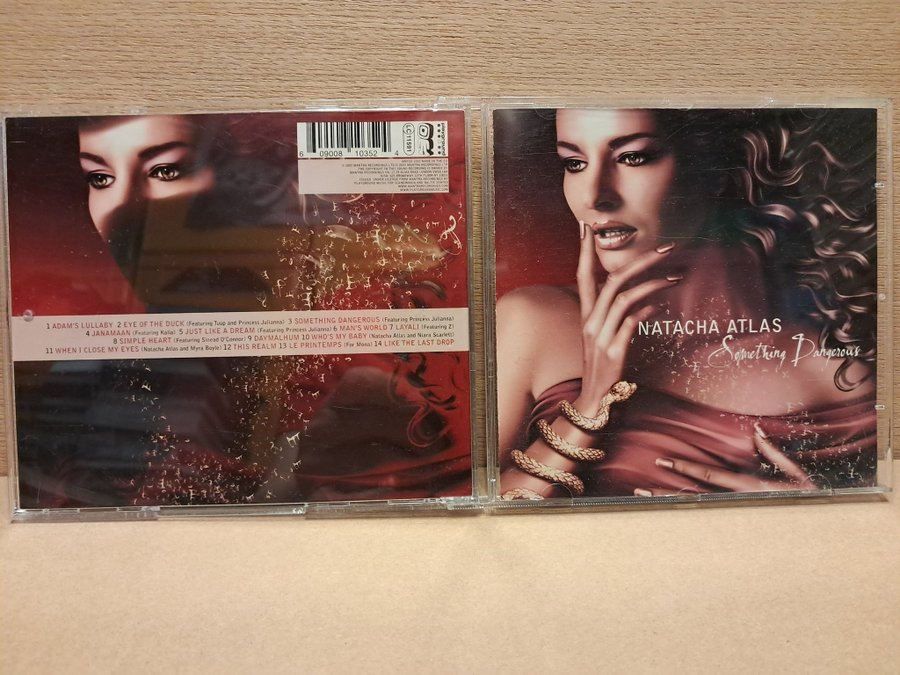 6 09008 10352 4
LC 11591
1 ADAM'S LULLABY 2 EYE OF THE DUCK (Featuring Tuup and Princess Julianna) 3 SOMETHING DANGEROUS (Featuring Princess Julianna)
4 JANAMAAN (Featuring Kalia) 5 JUST LIKE A DREAM (Featuring Princess Julianna) 6 MAN'S WORLD 7 LAYALI (Featuring Z)
8 SIMPLE HEART (Featuring Sinead O'Connor) 9 DAYMALHUM 10 WHO'S MY BABY (Natacha Atlas and Niara Scarlett)
11 WHEN I CLOSE MY EYES (Natacha Atlas and Myra Boyle) 12 THIS REALM 13 LE PRINTEMPS (For Mona) 14 LIKE THE LAST DROP
NATACHA ATLAS
Something Dangerous